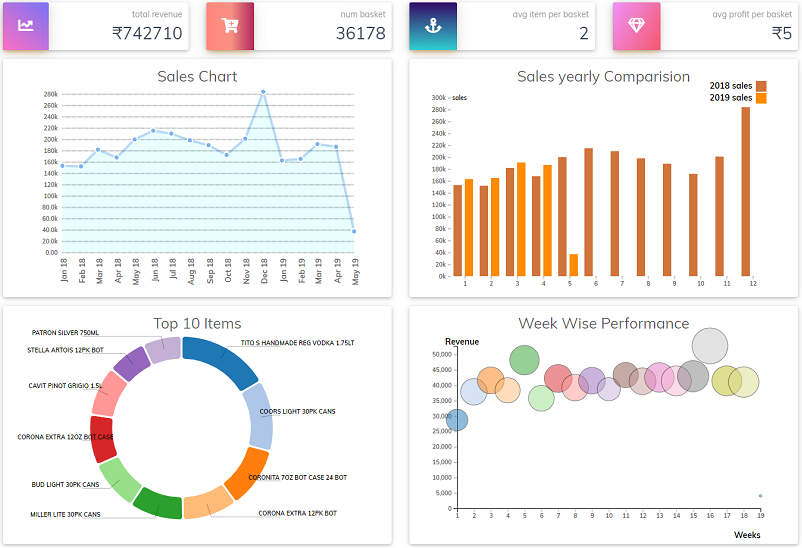 total revenue
₹742710
num basket
36178
avg item per basket
2
avg profit per basket
₹5
Sales Chart
280k
260k
240k
220k
200k
180k
160k
140k
120k
100k
80.0k
60.0k
40.0k
20.0k
0.00
Jan 18
Feb 18
Mar 18
Apr 18
May 18
Jun 18
Jul 18
Aug 18
Sep 18
Oct 18
Nov 18
Dec 18
Jan 19
Feb 19
Mar 19
Apr 19
May 19
Sales yearly Comparision
2018 sales
2019 sales
sales
300k
280k
260k
240k
220k
200k
180k
160k
140k
120k
100k
80k
60k
40k
20k
0k
1 2 3 4 5 6 7 8 9 10 11 12
Top 10 Items
PATRON SILVER 750ML
TITO S HANDMADE REG VODKA 1.75LT
STELLA ARTOIS 12PK BOT
CAVIT PINOT GRIGIO 1.5L
COORS LIGHT 30PK CANS
CORONA EXTRA 12OZ BOT CASE
CORONITA 7OZ BOT CASE 24 BOT
BUD LIGHT 30PK CANS
MILLER LITE 30PK CANS
CORONA EXTRA 12PK BOT
Week Wise Performance
Revenue
50,000
45,000
40,000
35,000
30,000
25,000
20,000
15,000
10,000
5,000
0
1 2 3 4 5 6 7 8 9 10 11 12 13 14 15 16 17 18 19
Weeks